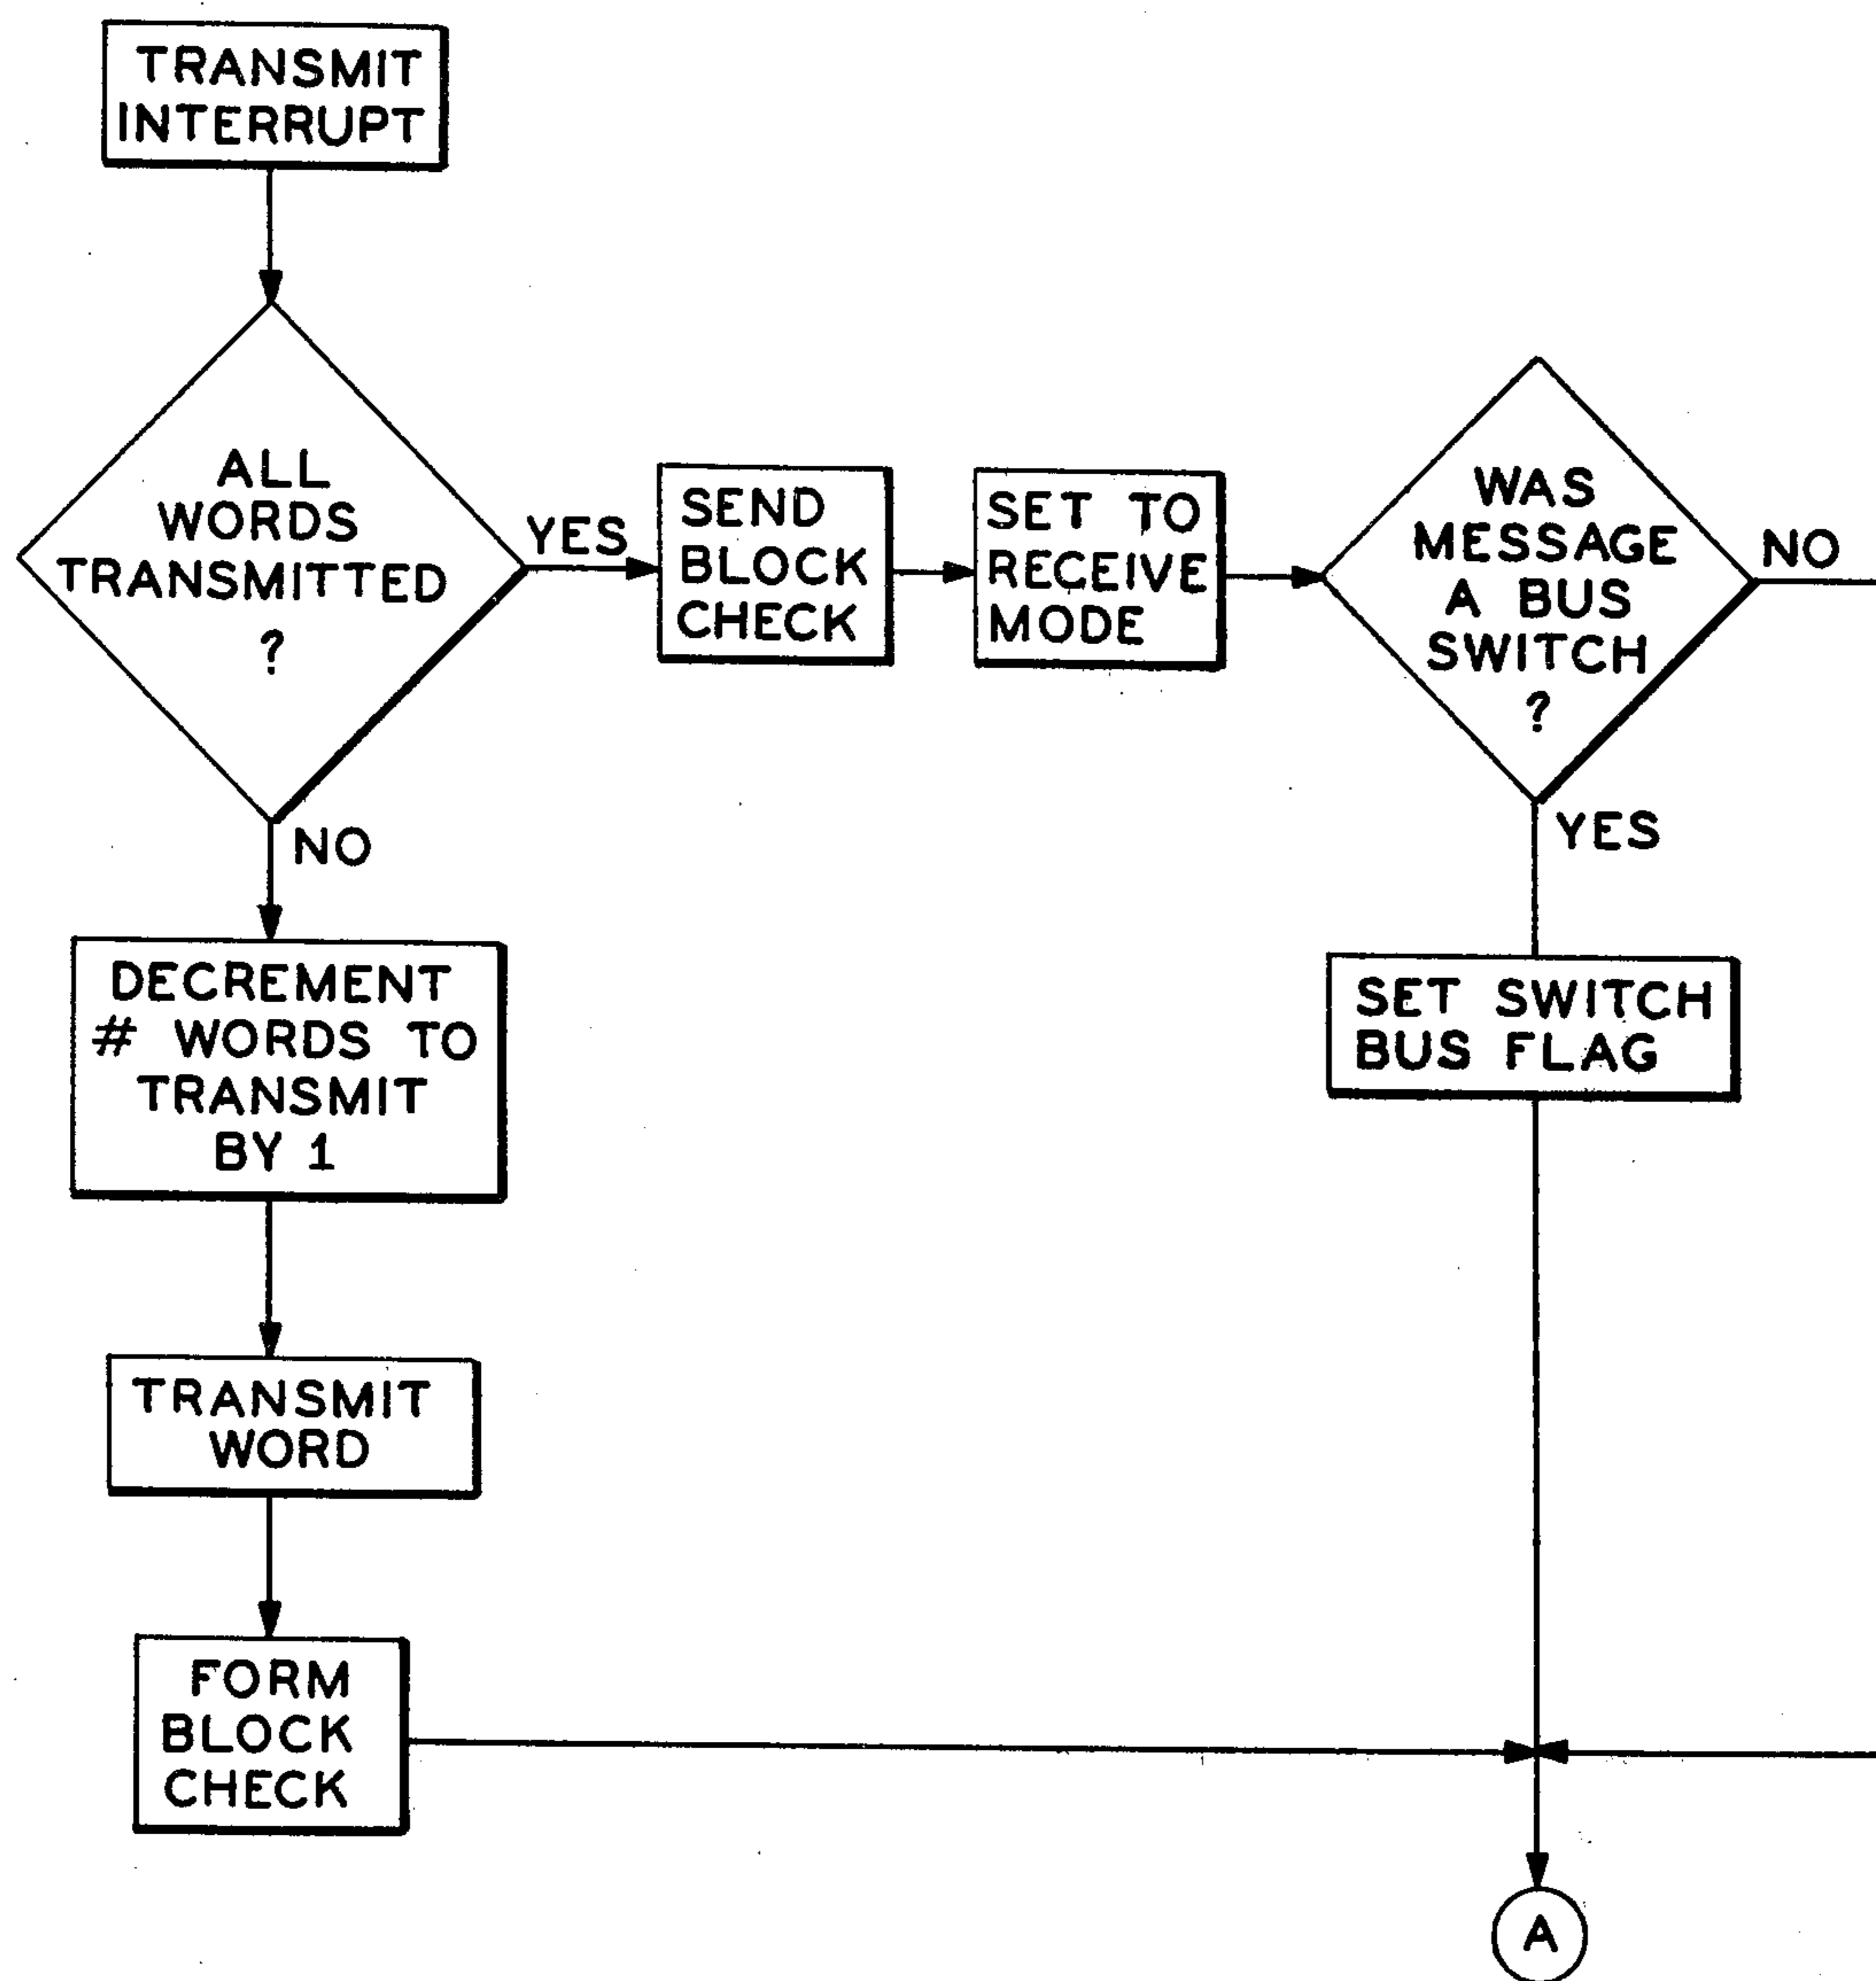 TRANSMIT
INTERRUPT
ALL
WORDS
TRANSMITTED
?
YES
SEND
BLOCK
CHECK
SET TO
RECEIVE
MODE
WAS
MESSAGE
A BUS
SWITCH
?
NO
NO
YES
DECREMENT
# WORDS TO
TRANSMIT
BY 1
SET SWITCH
BUS FLAG
TRANSMIT
WORD
FORM
BLOCK
CHECK
A